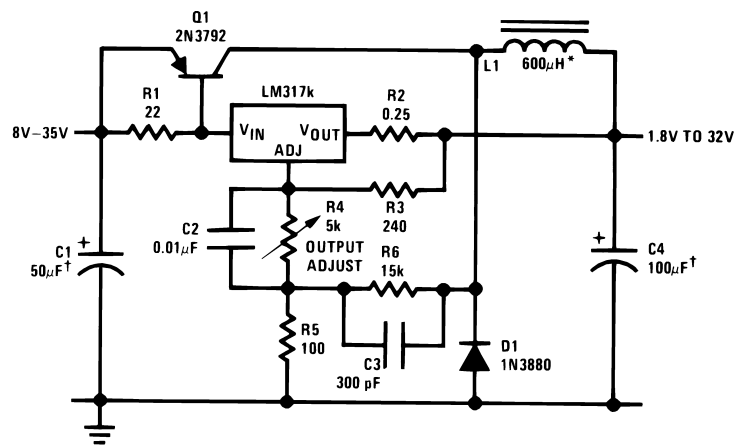 Q1
2N3792
L1
600μH*
R1
22
LM317k
R2
0.25
8V–35V
VIN
VOUT
ADJ
1.8V TO 32V
R3
240
R4
5k
OUTPUT
ADJUST
C2
0.01μF
C1
50μF†
+
R6
15k
+
C4
100μF†
R5
100
C3
300 pF
D1
1N3880